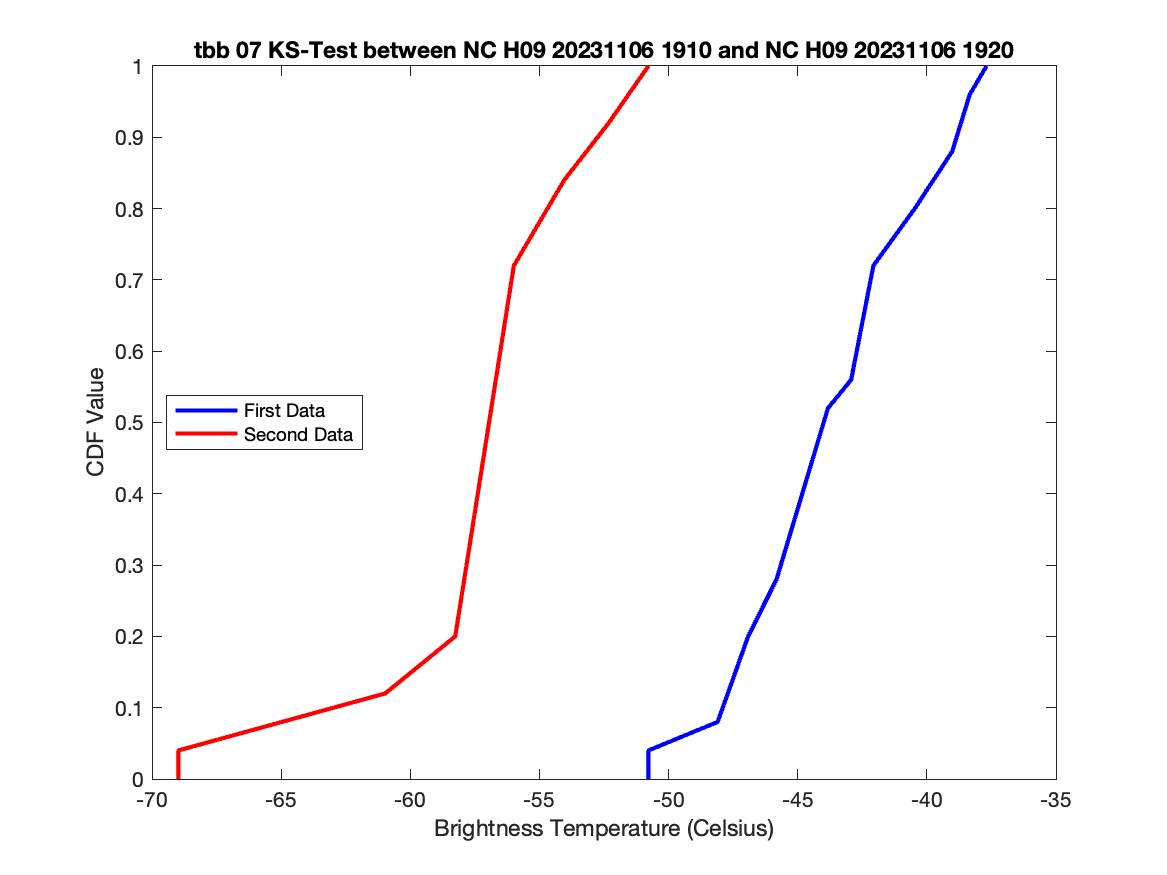 tbb 07 KS-Test between NC H09 20231106 1910 and NC H09 20231106 1920
1
0.9
0.8
0.7
0.6
0.5
0.4
0.3
0.2
0.1
0
CDF Value
First Data
Second Data
-70 -65 -60 -55 -50 -45 -40 -35
Brightness Temperature (Celsius)